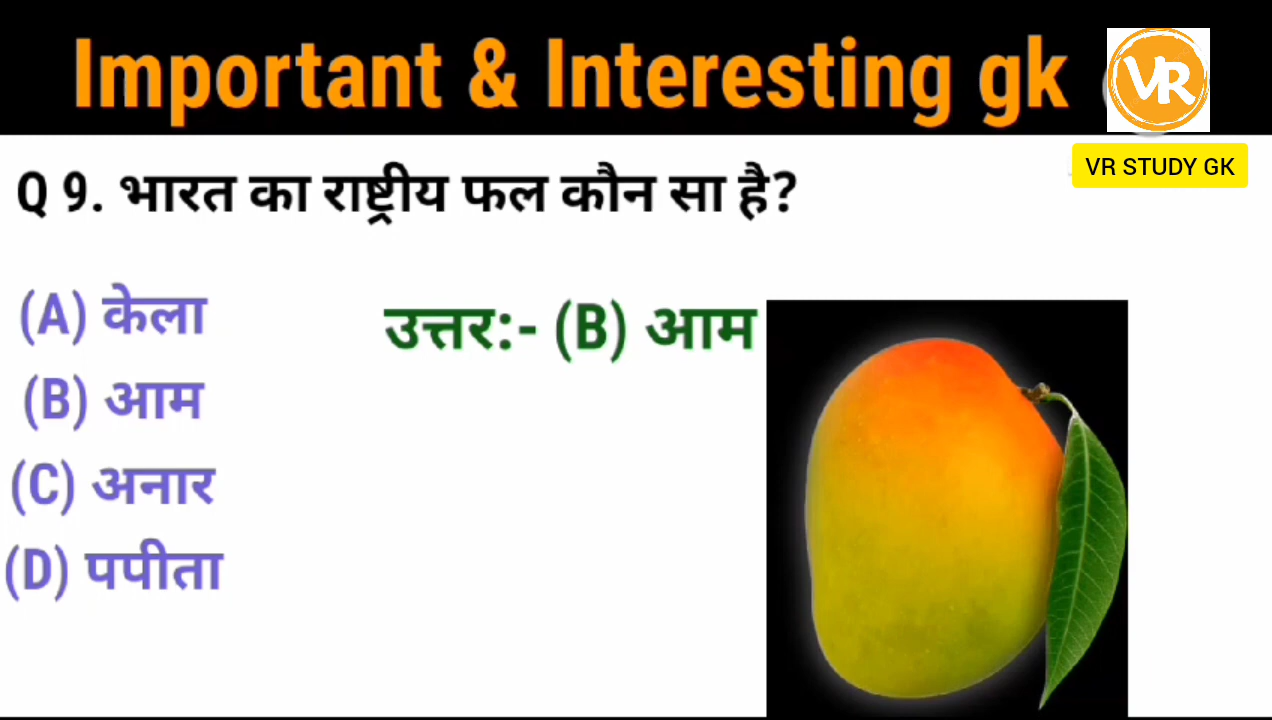 Important & Interesting gk
VR
VR STUDY GK
Q 9. भारत का राष्ट्रीय फल कौन सा है?
(A) केला
उत्तर:- (B) आम
(B) आम
(C) अनार
(D) पपीता